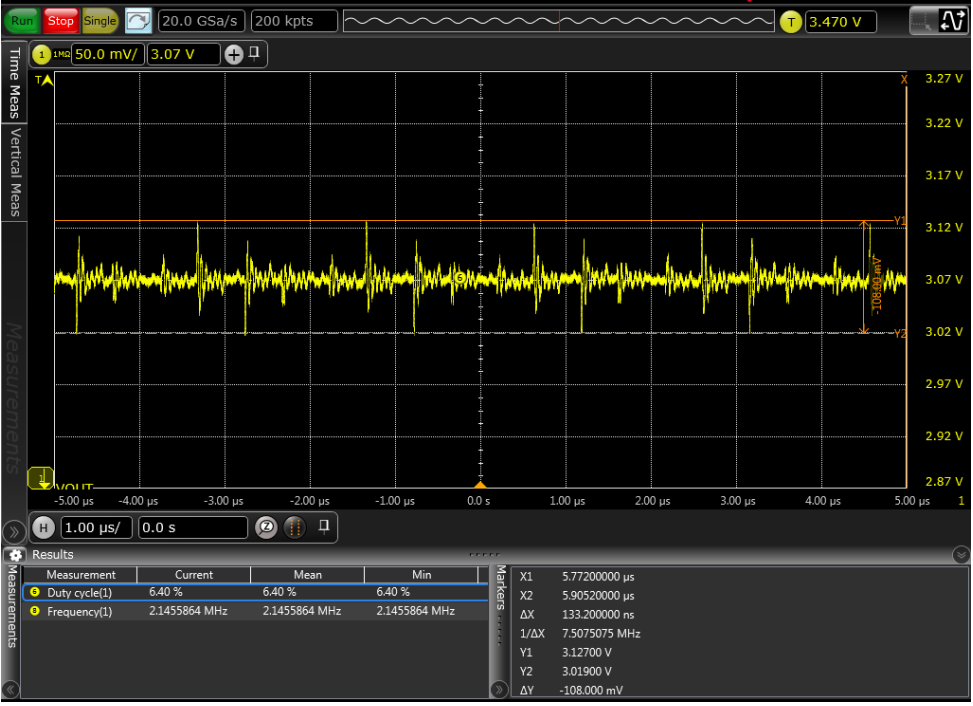 Run Stop Single 20.0 GSa/s 200 kpts T 3.470 V
1 1MΩ 50.0 mV/ 3.07 V +
Time Meas
Vertical Meas
Measurements
T X 3.27 V
3.22 V
3.17 V
Y1 3.12 V
3.07 V
-108.00 mV
Y2 3.02 V
2.97 V
2.92 V
1 VOUT 2.87 V
-5.00 µs -4.00 µs -3.00 µs -2.00 µs -1.00 µs 0.0 s 1.00 µs 2.00 µs 3.00 µs 4.00 µs 5.00 µs 1
H 1.00 µs/ 0.0 s Z
Results
Measurements
Measurement Current Mean Min
Duty cycle(1) 6.40 % 6.40 % 6.40 %
Frequency(1) 2.1455864 MHz 2.1455864 MHz 2.1455864 MHz
Markers
X1 5.77200000 µs
X2 5.90520000 µs
ΔX 133.200000 ns
1/ΔX 7.5075075 MHz
Y1 3.12700 V
Y2 3.01900 V
ΔY -108.000 mV